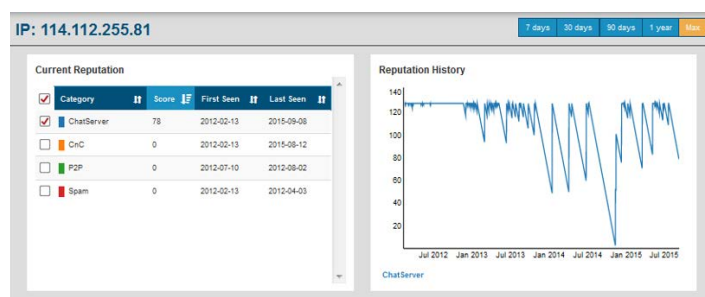 IP: 114.112.255.81
7 days 30 days 90 days 1 year Max
Current Reputation
Category Score First Seen Last Seen
ChatServer 78 2012-02-13 2015-09-08
CnC 0 2012-02-13 2015-08-12
P2P 0 2012-07-10 2012-08-02
Spam 0 2012-02-13 2012-04-03
Reputation History
140
120
100
80
60
40
20
Jul 2012 Jan 2013 Jul 2013 Jan 2014 Jul 2014 Jan 2015 Jul 2015
ChatServer